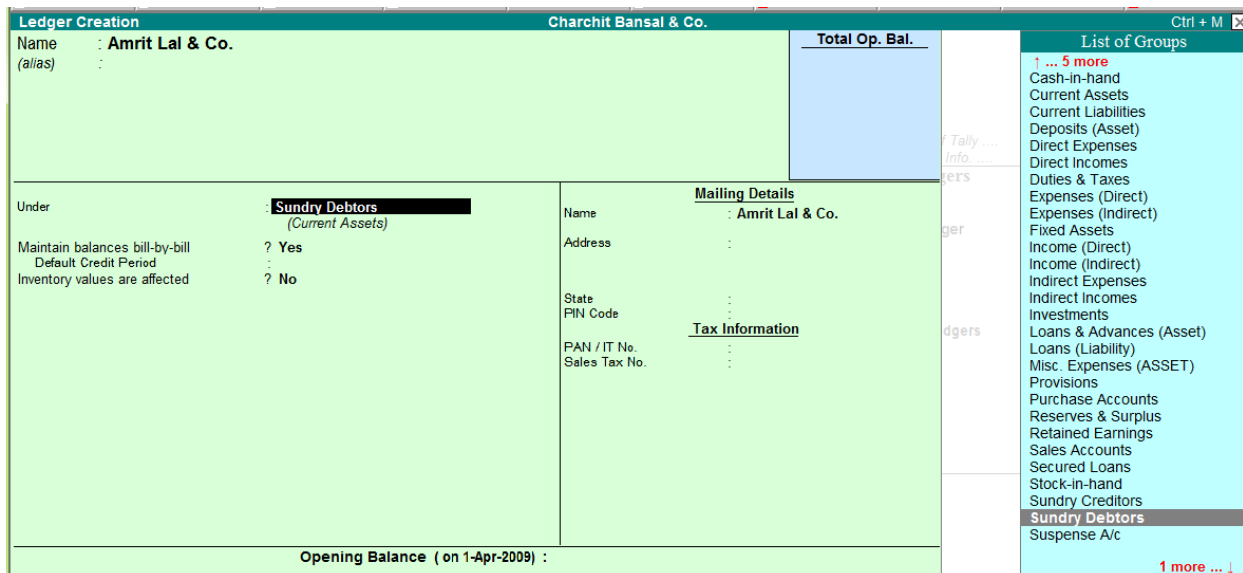 Ledger Creation Charchit Bansal & Co. Ctrl + M
Name : Amrit Lal & Co.
(alias) :
Total Op. Bal.
Under : Sundry Debtors
(Current Assets)
Maintain balances bill-by-bill ? Yes
Default Credit Period :
Inventory values are affected ? No
Mailing Details
Name : Amrit Lal & Co.
Address :
State :
PIN Code :
Tax Information
PAN / IT No. :
Sales Tax No. :
Opening Balance ( on 1-Apr-2009) :
f Tally ....
Info. ....
gers
ger
dgers
List of Groups
↑ ... 5 more
Cash-in-hand
Current Assets
Current Liabilities
Deposits (Asset)
Direct Expenses
Direct Incomes
Duties & Taxes
Expenses (Direct)
Expenses (Indirect)
Fixed Assets
Income (Direct)
Income (Indirect)
Indirect Expenses
Indirect Incomes
Investments
Loans & Advances (Asset)
Loans (Liability)
Misc. Expenses (ASSET)
Provisions
Purchase Accounts
Reserves & Surplus
Retained Earnings
Sales Accounts
Secured Loans
Stock-in-hand
Sundry Creditors
Sundry Debtors
Suspense A/c
1 more ... ↓